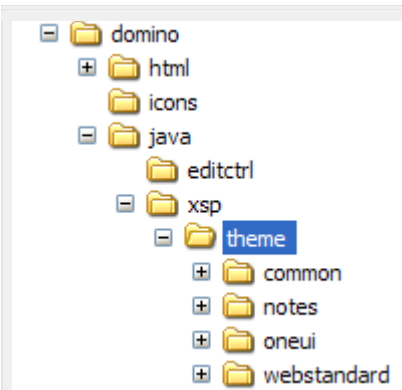 domino
html
icons
java
editctrl
xsp
theme
common
notes
oneui
webstandard